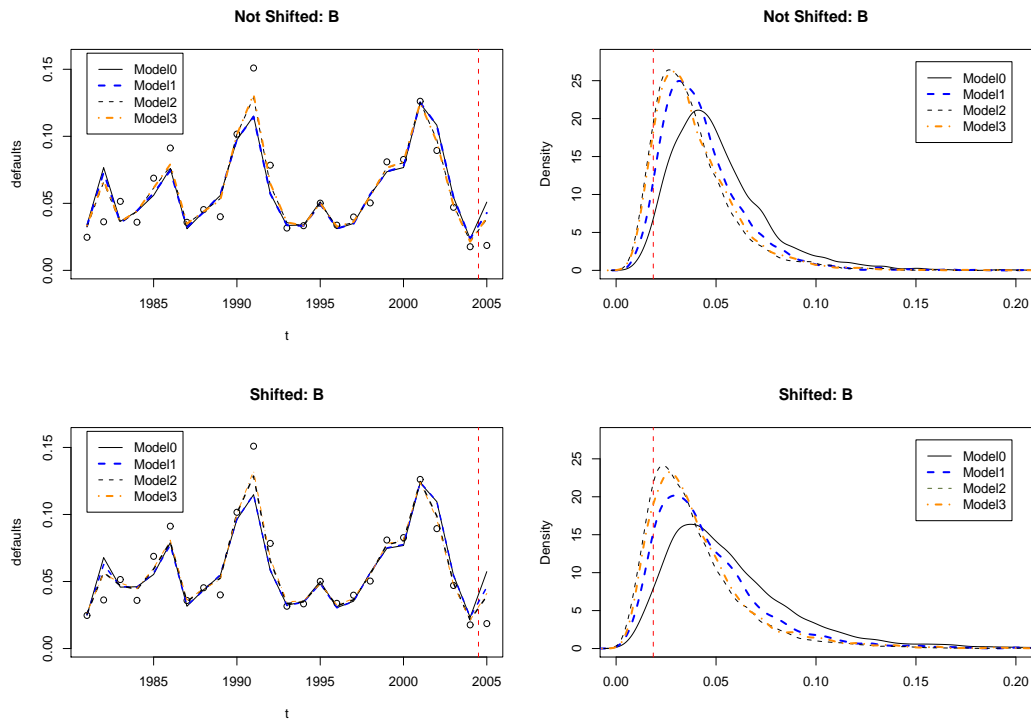 Not Shifted: B
defaults
0.00
0.05
0.10
0.15
Model0
Model1
Model2
Model3
1985
1990
1995
2000
2005
t
Not Shifted: B
Density
0
5
10
15
20
25
Model0
Model1
Model2
Model3
0.00
0.05
0.10
0.15
0.20
Shifted: B
defaults
0.00
0.05
0.10
0.15
Model0
Model1
Model2
Model3
1985
1990
1995
2000
2005
t
Shifted: B
Density
0
5
10
15
20
25
Model0
Model1
Model2
Model3
0.00
0.05
0.10
0.15
0.20